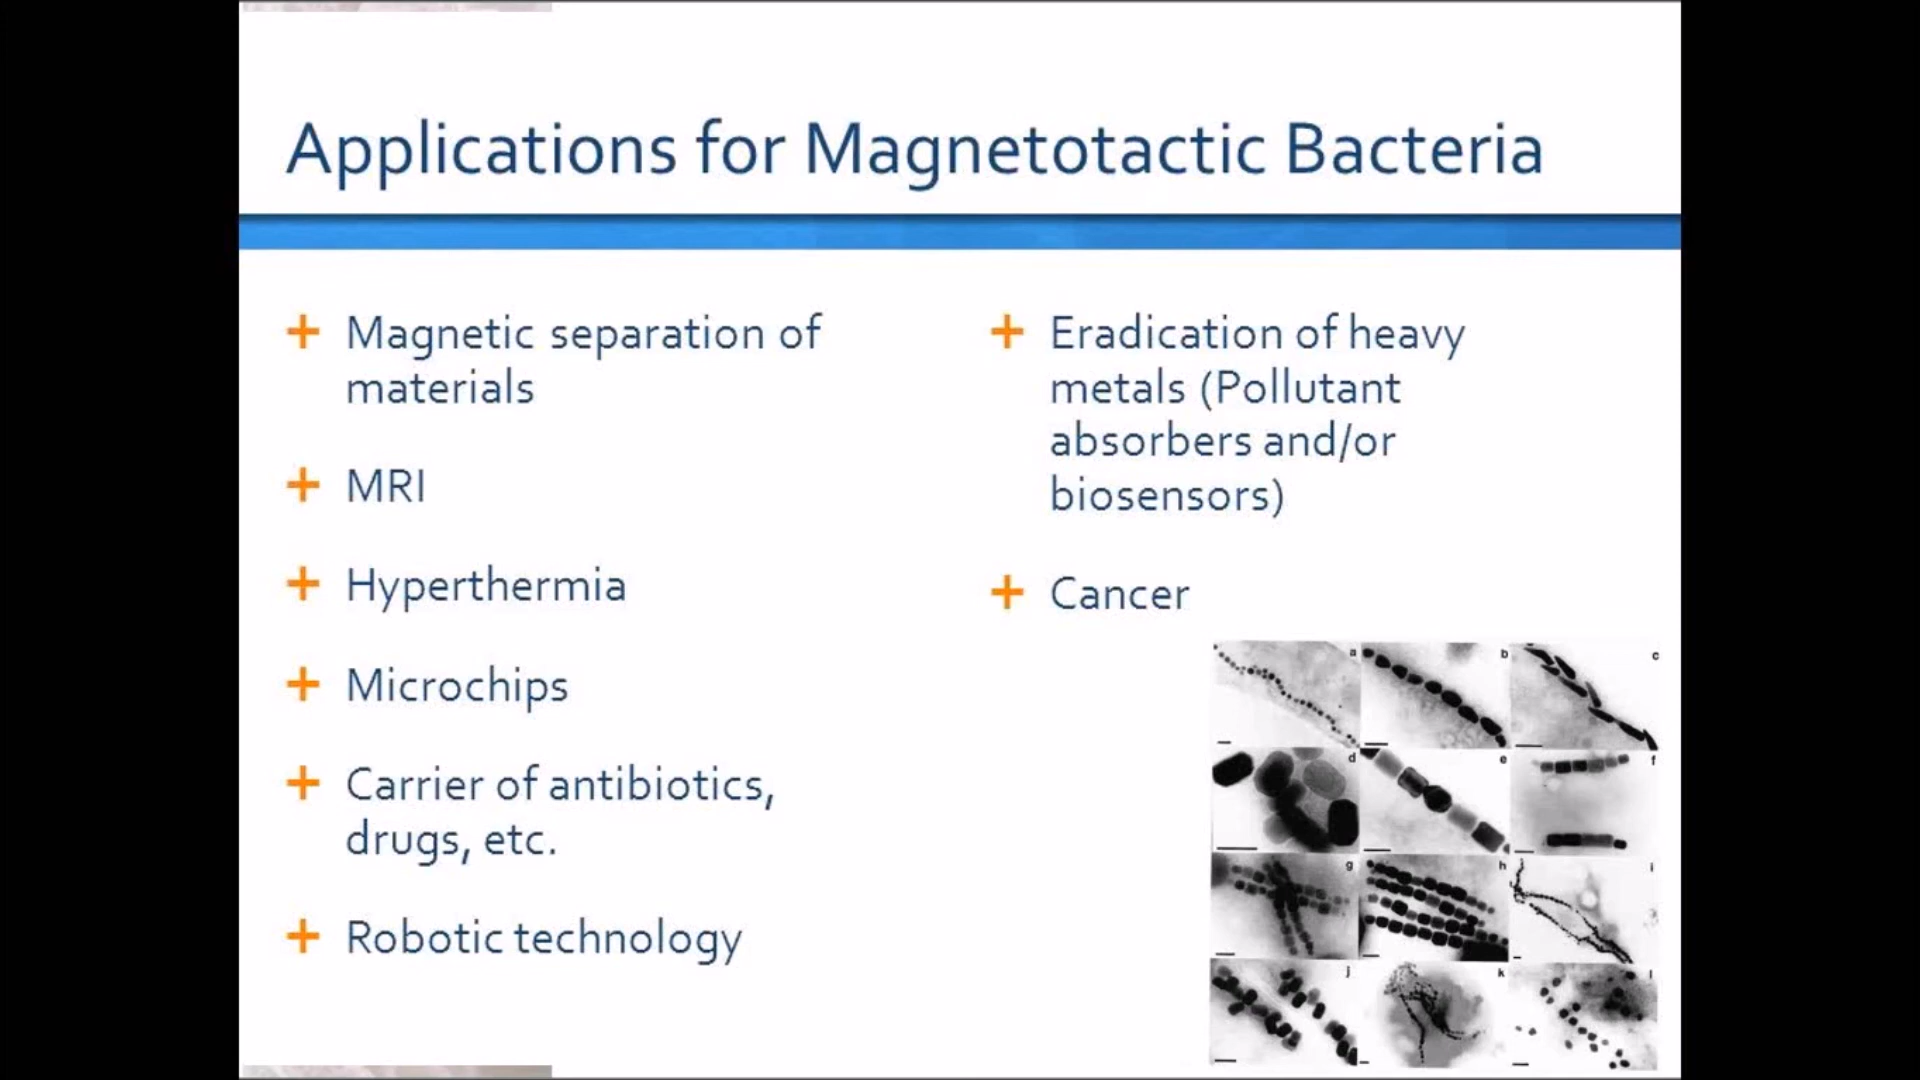 Applications for Magnetotactic Bacteria
+ Magnetic separation of
materials
+ MRI
+ Hyperthermia
+ Microchips
+ Carrier of antibiotics,
drugs, etc.
+ Robotic technology
+ Eradication of heavy
metals (Pollutant
absorbers and/or
biosensors)
+ Cancer
a b c
d e f
g h i
j k l